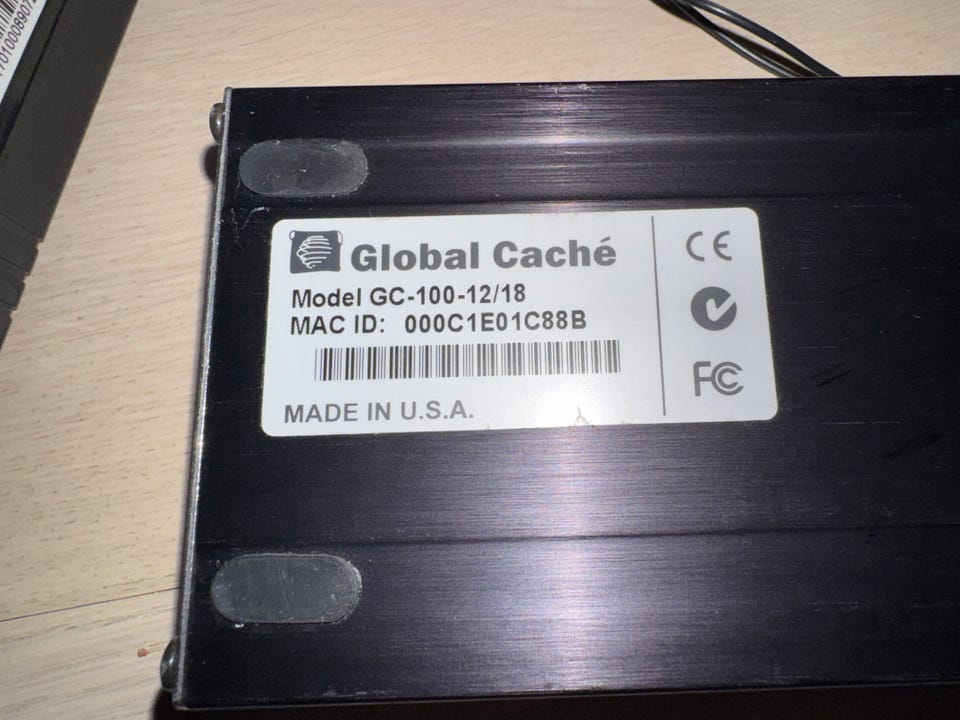 Global Caché
Model GC-100-12/18
MAC ID: 000C1E01C88B
MADE IN U.S.A.
CE
FC